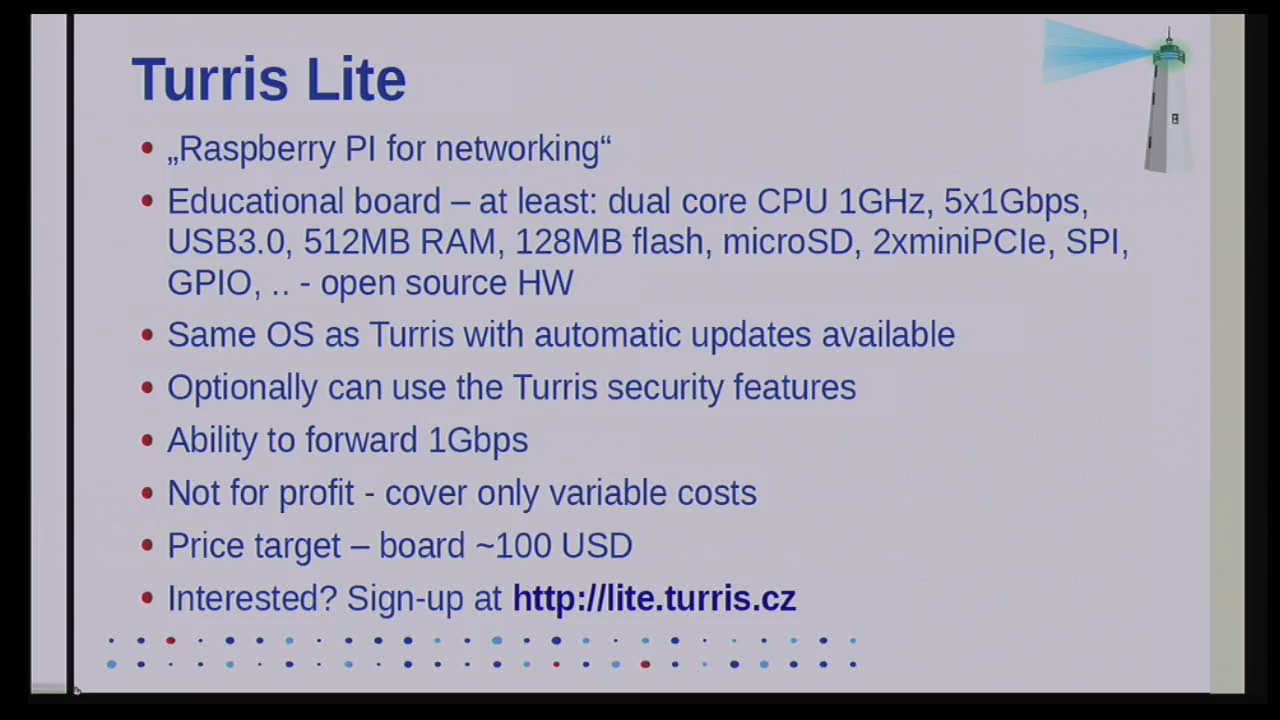 Turris Lite
„Raspberry PI for networking“
Educational board – at least: dual core CPU 1GHz, 5x1Gbps,
USB3.0, 512MB RAM, 128MB flash, microSD, 2xminiPCIe, SPI,
GPIO, .. - open source HW
Same OS as Turris with automatic updates available
Optionally can use the Turris security features
Ability to forward 1Gbps
Not for profit - cover only variable costs
Price target – board ~100 USD
Interested? Sign-up at http://lite.turris.cz